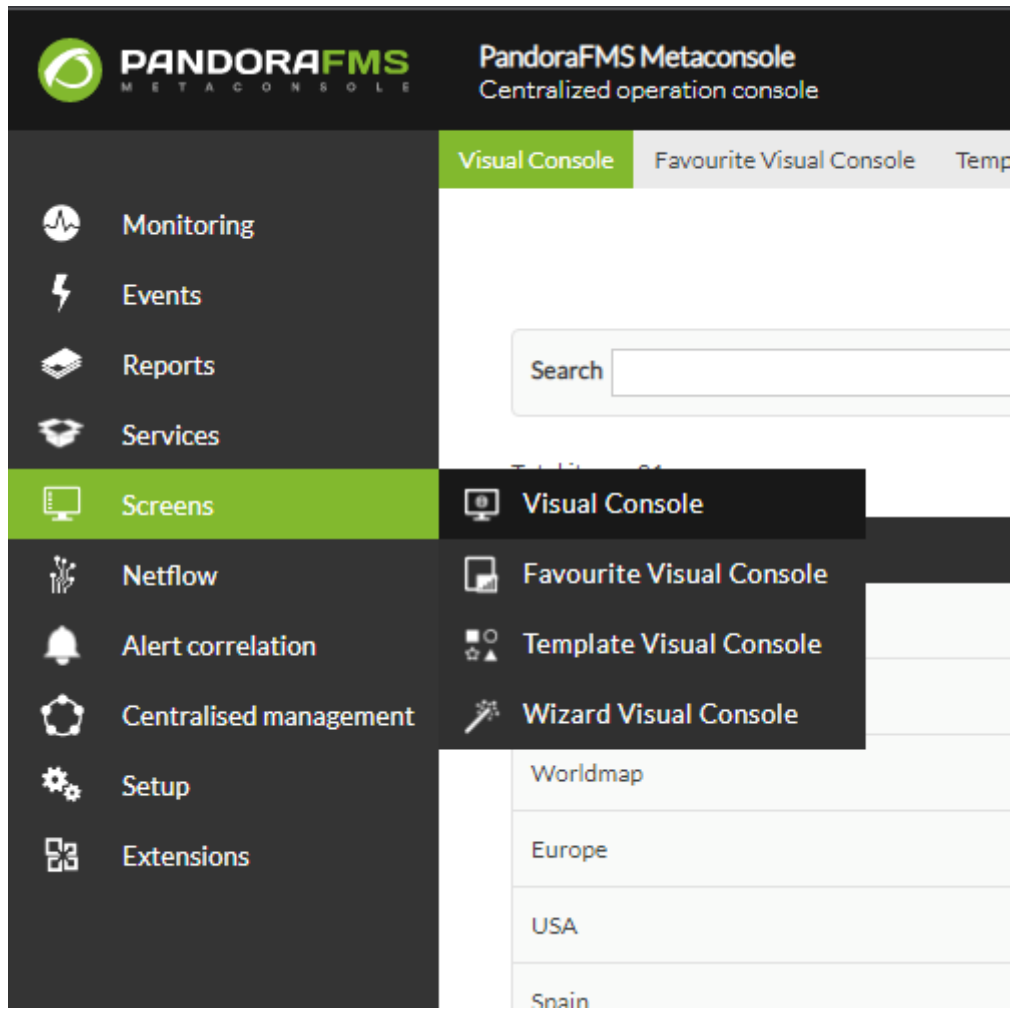 PANDORAFMS
METACONSOLE
PandoraFMS Metaconsole
Centralized operation console
Visual Console
Favourite Visual Console
Monitoring
Events
Reports
Services
Screens
Netflow
Alert correlation
Centralised management
Setup
Extensions
Search
Visual Console
Favourite Visual Console
Template Visual Console
Wizard Visual Console
Worldmap
Europe
USA
Spain